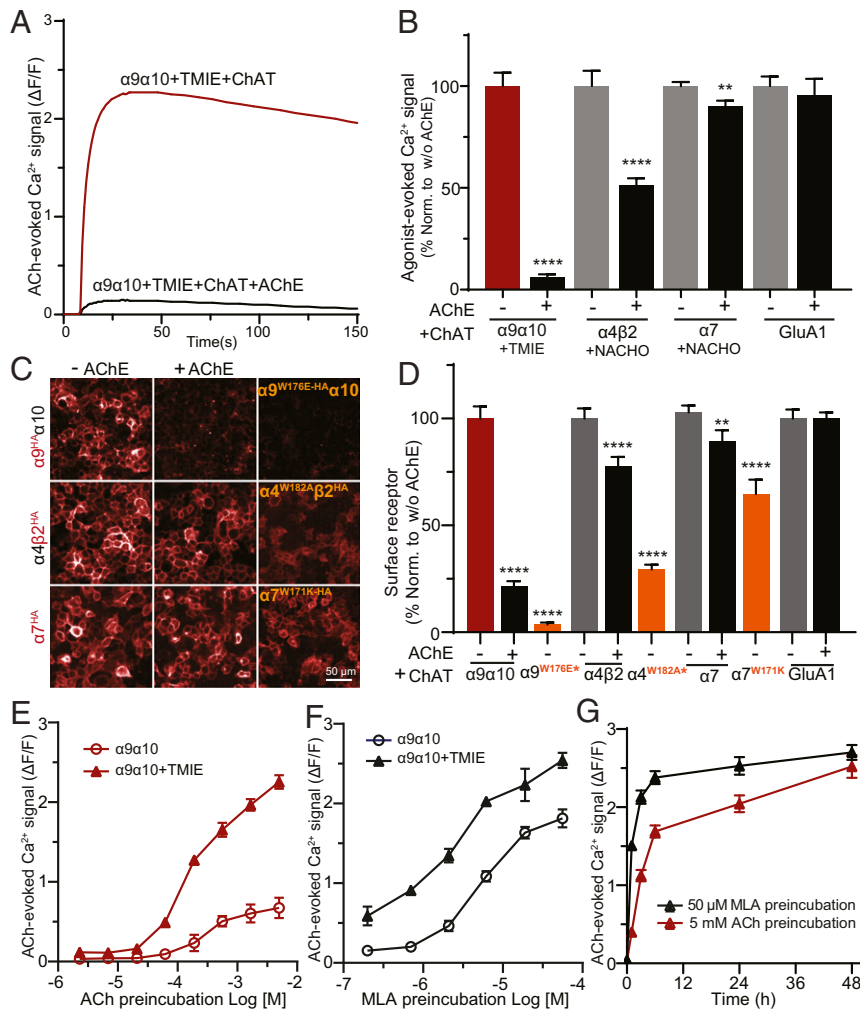 A
ACh-evoked Ca²⁺ signal (ΔF/F)
3
2
1
0
α9α10+TMIE+ChAT
α9α10+TMIE+ChAT+AChE
0 50 100 150
Time(s)
B
Agonist-evoked Ca²⁺ signal
(% Norm. to w/o AChE)
100
50
0
**** **** **
AChE - + - + - + - +
+ChAT α9α10 α4β2 α7 GluA1
+TMIE +NACHO +NACHO
C
- AChE + AChE
α9ᴴᴬα10
α9ᵂ¹⁷⁶ᴱ⁻ᴴᴬα10
α4β2ᴴᴬ
α4ᵂ¹⁸²ᴬβ2ᴴᴬ
α7ᴴᴬ
α7ᵂ¹⁷¹ᴷ⁻ᴴᴬ
50 µm
D
Surface receptor
(% Norm. to w/o AChE)
100
50
0
**** **** **** **** ** ****
AChE - + - - + - - + - - +
+ChAT α9α10 α9ᵂ¹⁷⁶ᴱ* α4β2 α4ᵂ¹⁸²ᴬ* α7 α7ᵂ¹⁷¹ᴷ GluA1
E
ACh-evoked Ca²⁺ signal (ΔF/F)
3
2
1
0
α9α10
α9α10+TMIE
-6 -5 -4 -3 -2
ACh preincubation Log [M]
F
ACh-evoked Ca²⁺ signal (ΔF/F)
3
2
1
0
α9α10
α9α10+TMIE
-7 -6 -5 -4
MLA preincubation Log [M]
G
ACh-evoked Ca²⁺ signal (ΔF/F)
3
2
1
0
50 µM MLA preincubation
5 mM ACh preincubation
0 12 24 36 48
Time (h)